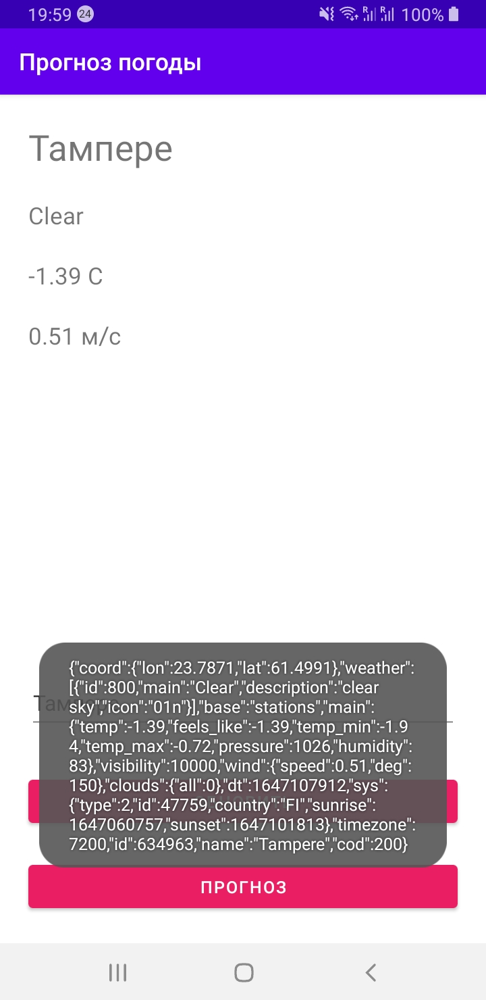 19:59 24 R R 100%
Прогноз погоды
Тампере
Clear
-1.39 C
0.51 м/с
{"coord":{"lon":23.7871,"lat":61.4991},"weather":
[{"id":800,"main":"Clear","description":"clear
sky","icon":"01n"}],"base":"stations","main":
{"temp":-1.39,"feels_like":-1.39,"temp_min":-1.9
4,"temp_max":-0.72,"pressure":1026,"humidity":
83},"visibility":10000,"wind":{"speed":0.51,"deg":
150},"clouds":{"all":0},"dt":1647107912,"sys":
{"type":2,"id":47759,"country":"FI","sunrise":
1647060757,"sunset":1647101813},"timezone":
7200,"id":634963,"name":"Tampere","cod":200}
Тампере
ПРОГНОЗ